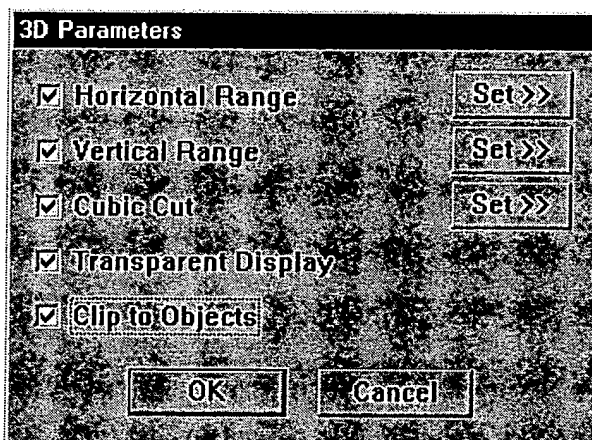 3D Parameters
Horizontal Range Set >>
Vertical Range Set >>
Cubic Cut Set >>
Transparent Display
Clip to Objects
OK Cancel